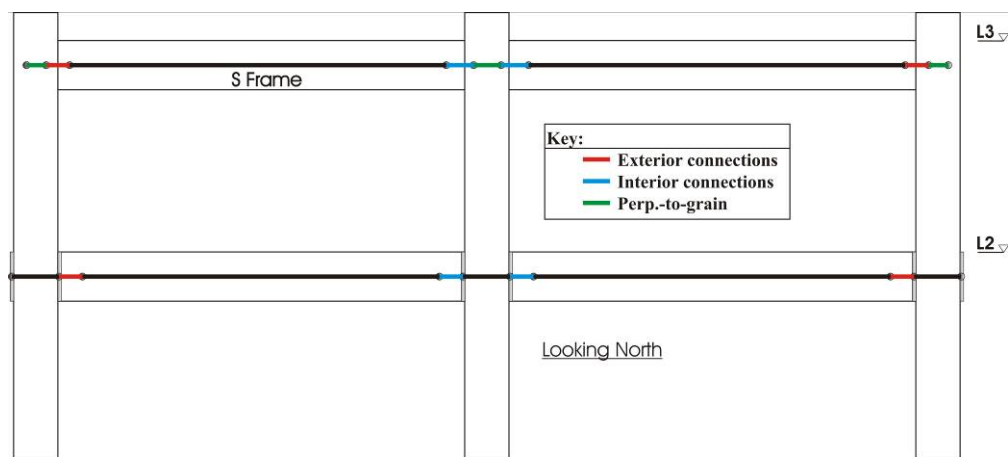 L3
S Frame
Key:
Exterior connections
Interior connections
Perp.-to-grain
L2
Looking North